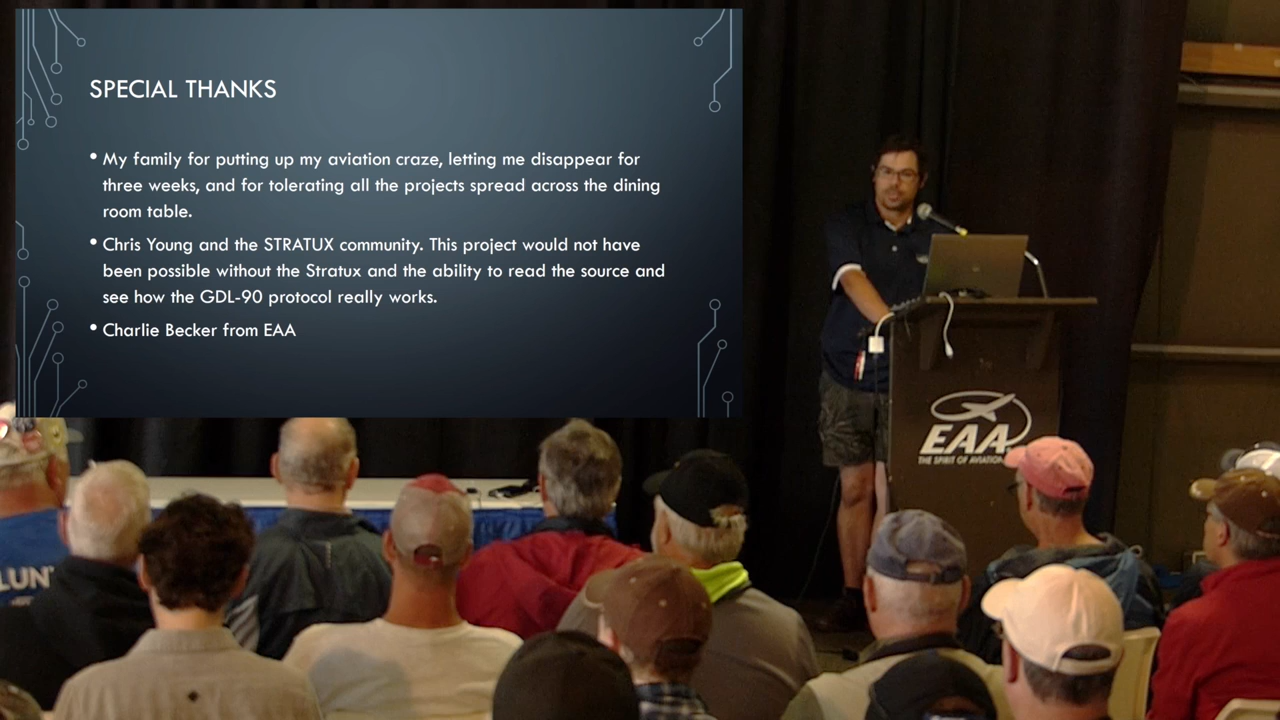 SPECIAL THANKS
• My family for putting up my aviation craze, letting me disappear for
three weeks, and for tolerating all the projects spread across the dining
room table.
• Chris Young and the STRATUX community. This project would not have
been possible without the Stratux and the ability to read the source and
see how the GDL-90 protocol really works.
• Charlie Becker from EAA
EAA
THE SPIRIT OF AVIATION
LUNT